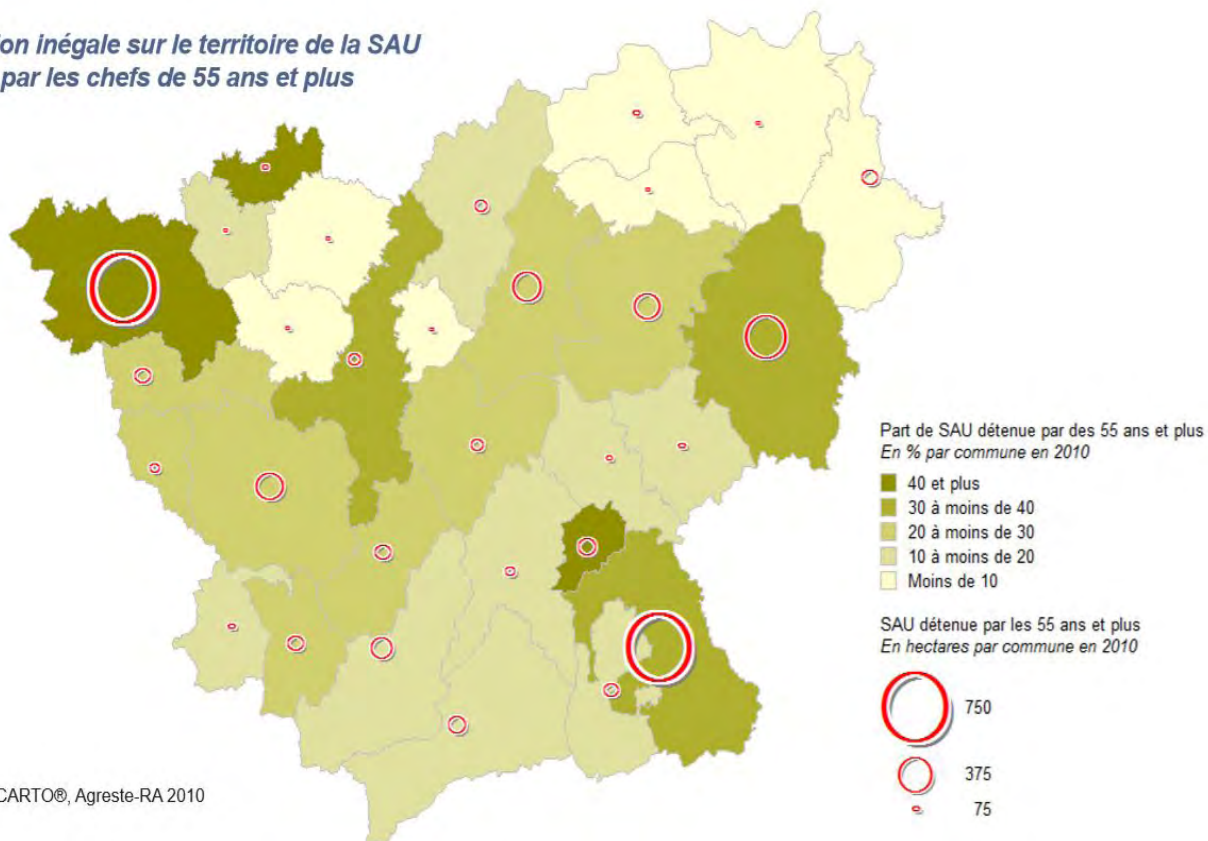 ion inégale sur le territoire de la SAU
par les chefs de 55 ans et plus
Part de SAU détenue par des 55 ans et plus
En % par commune en 2010
40 et plus
30 à moins de 40
20 à moins de 30
10 à moins de 20
Moins de 10
SAU détenue par les 55 ans et plus
En hectares par commune en 2010
750
375
75
CARTO®, Agreste-RA 2010